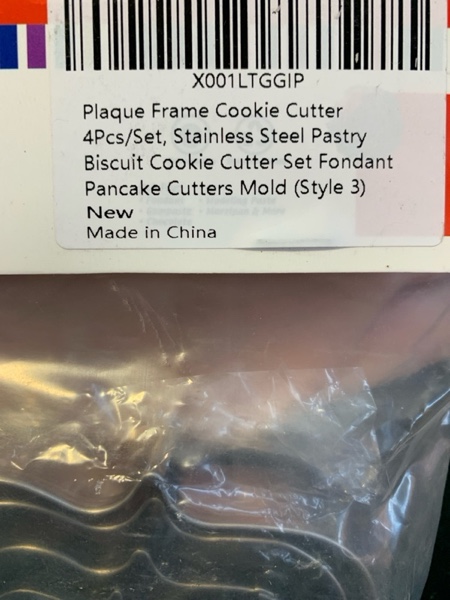 X001LTGGIP
Plaque Frame Cookie Cutter
4Pcs/Set, Stainless Steel Pastry
Biscuit Cookie Cutter Set Fondant
Pancake Cutters Mold (Style 3)
New
Made in China